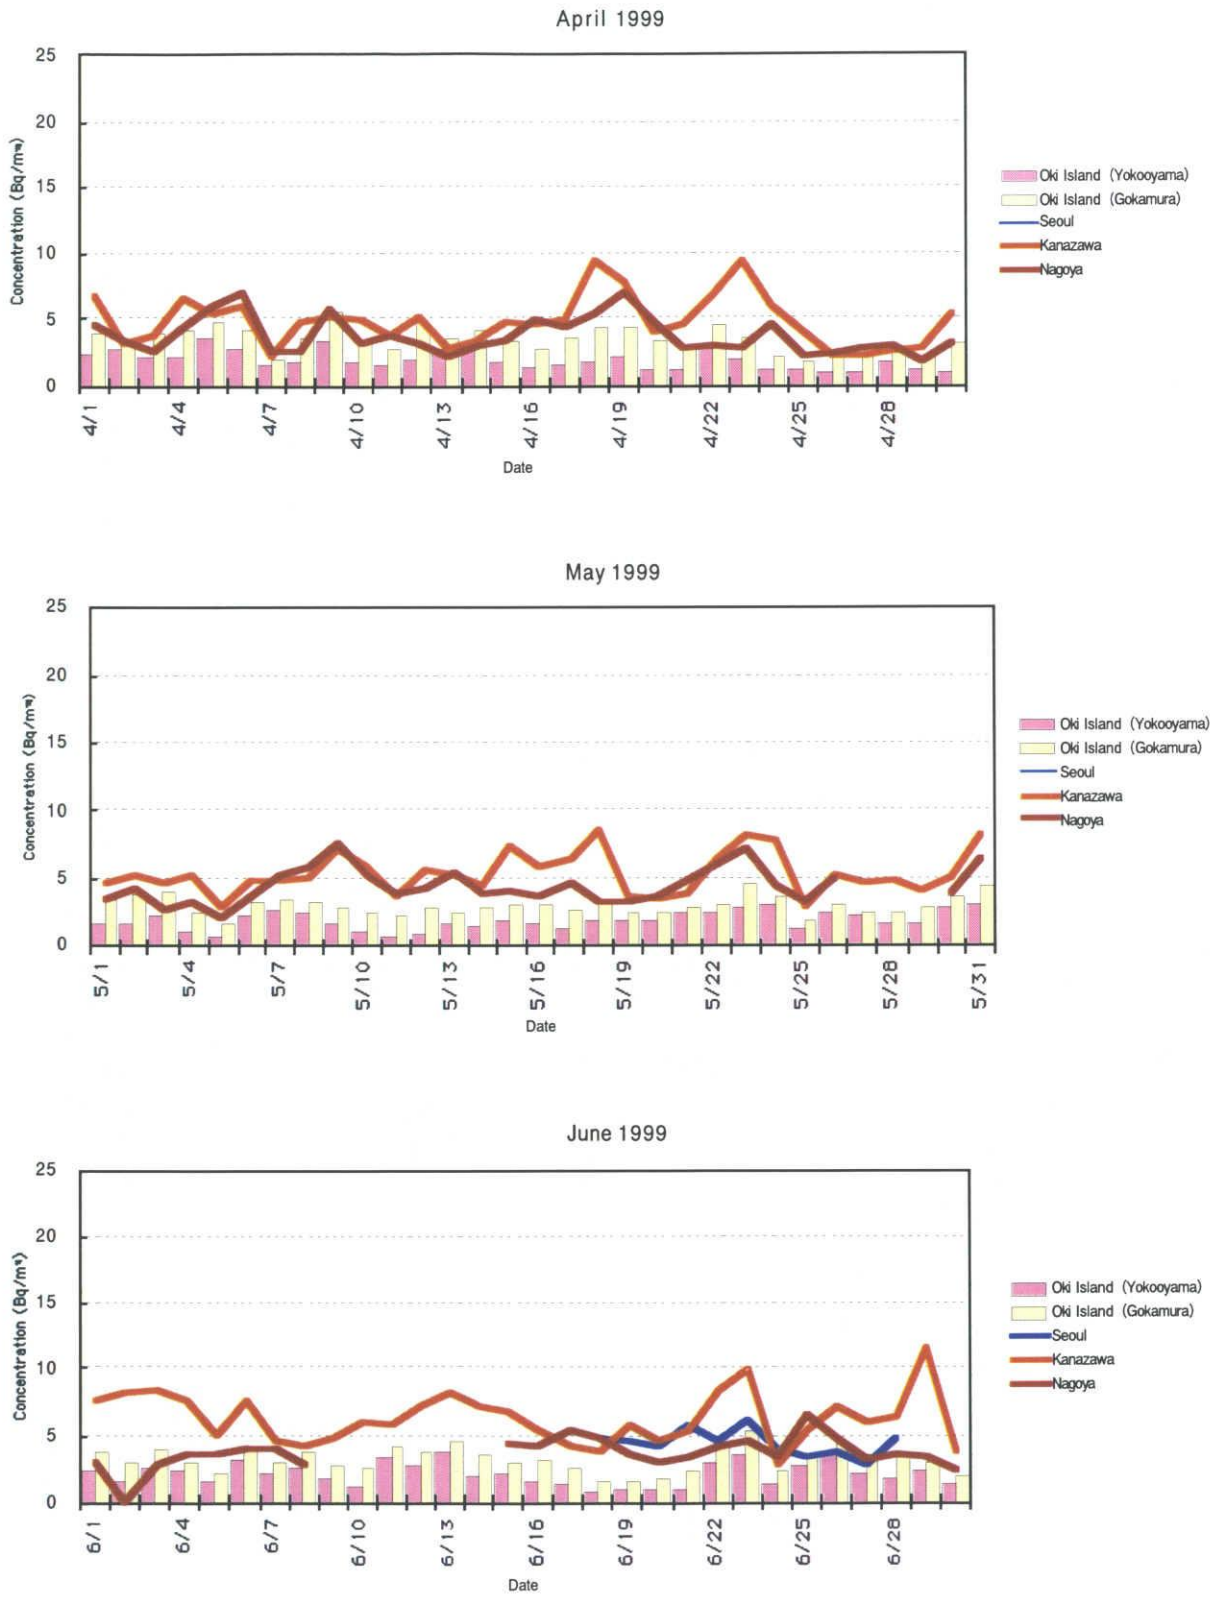 April 1999
25
20
15
10
5
0
Concentration (Bq/m³)
4/1
4/4
4/7
4/10
4/13
4/16
4/19
4/22
4/25
4/28
Date
Oki Island (Yokooyama)
Oki Island (Gokamura)
Seoul
Kanazawa
Nagoya
May 1999
25
20
15
10
5
0
Concentration (Bq/m³)
5/1
5/4
5/7
5/10
5/13
5/16
5/19
5/22
5/25
5/28
5/31
Date
Oki Island (Yokooyama)
Oki Island (Gokamura)
Seoul
Kanazawa
Nagoya
June 1999
25
20
15
10
5
0
Concentration (Bq/m³)
6/1
6/4
6/7
6/10
6/13
6/16
6/19
6/22
6/25
6/28
Date
Oki Island (Yokooyama)
Oki Island (Gokamura)
Seoul
Kanazawa
Nagoya